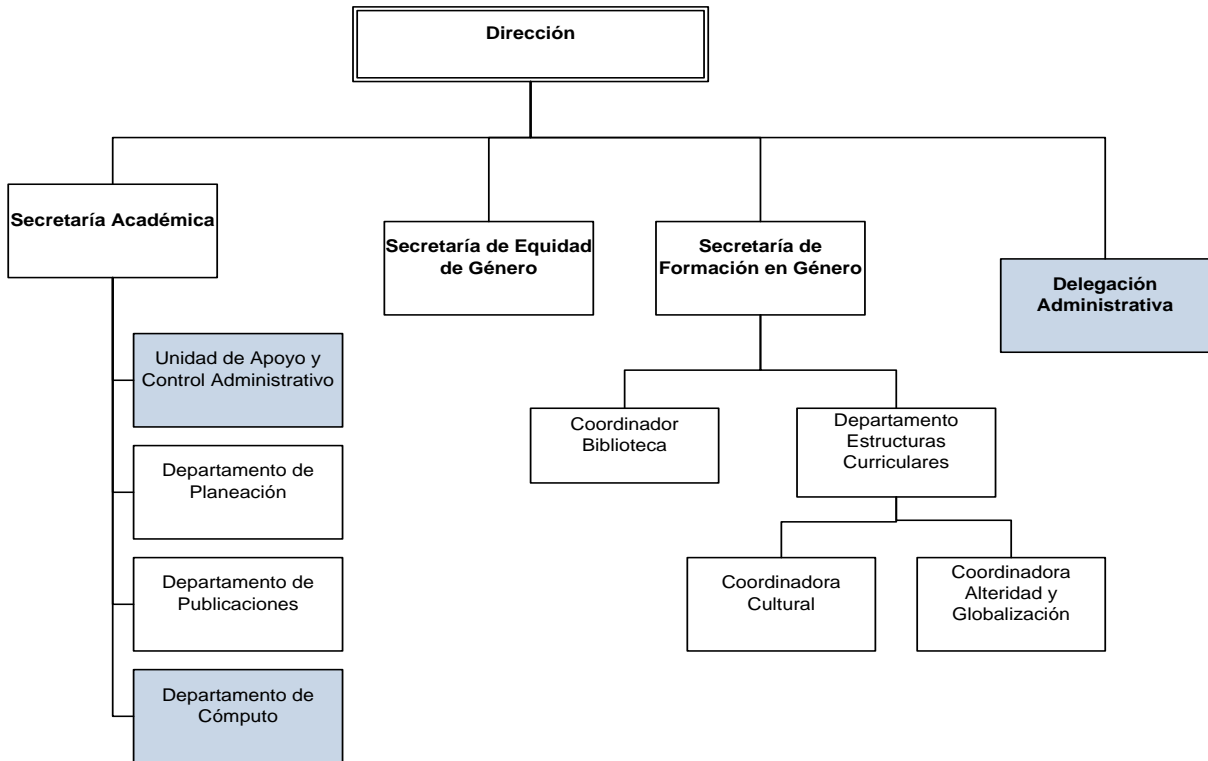 Dirección
Secretaría Académica
Secretaría de Equidad
de Género
Secretaría de
Formación en Género
Delegación
Administrativa
Unidad de Apoyo y
Control Administrativo
Departamento de
Planeación
Departamento de
Publicaciones
Departamento de
Cómputo
Coordinador
Biblioteca
Departamento
Estructuras
Curriculares
Coordinadora
Cultural
Coordinadora
Alteridad y
Globalización